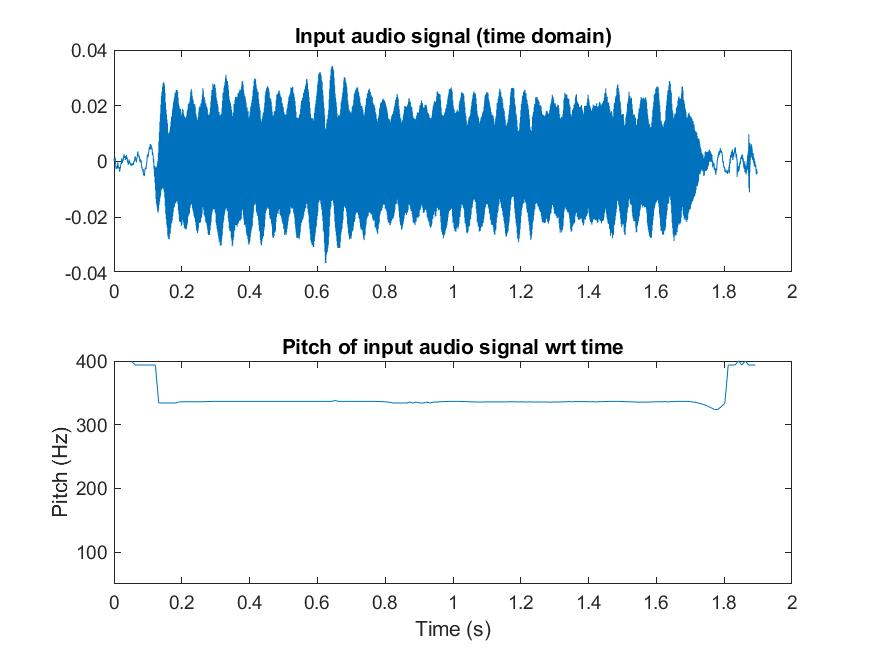 Input audio signal (time domain)
0.04
0.02
0
-0.02
-0.04
0 0.2 0.4 0.6 0.8 1 1.2 1.4 1.6 1.8 2
Pitch of input audio signal wrt time
400
300
200
100
Pitch (Hz)
0 0.2 0.4 0.6 0.8 1 1.2 1.4 1.6 1.8 2
Time (s)